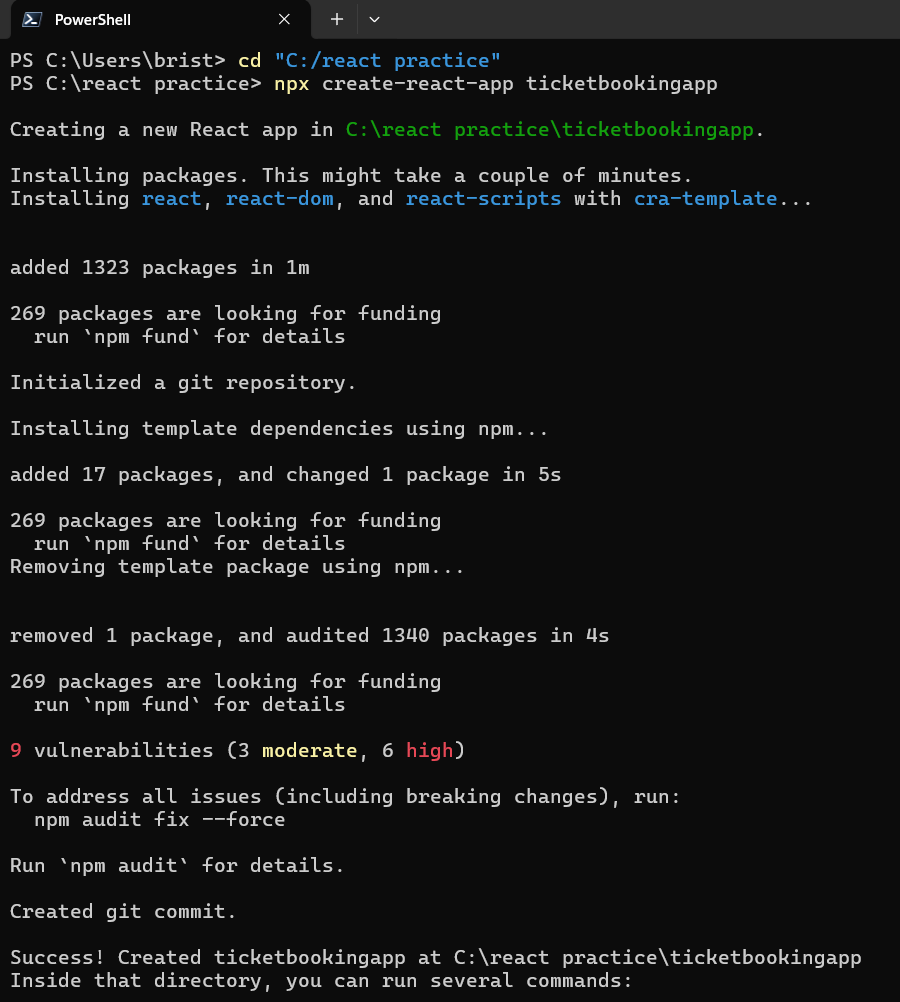 PowerShell
PS C:\Users\brist> cd "C:/react practice"
PS C:\react practice> npx create-react-app ticketbookingapp
Creating a new React app in C:\react practice\ticketbookingapp.
Installing packages. This might take a couple of minutes.
Installing react, react-dom, and react-scripts with cra-template...
added 1323 packages in 1m
269 packages are looking for funding
  run `npm fund` for details
Initialized a git repository.
Installing template dependencies using npm...
added 17 packages, and changed 1 package in 5s
269 packages are looking for funding
  run `npm fund` for details
Removing template package using npm...
removed 1 package, and audited 1340 packages in 4s
269 packages are looking for funding
  run `npm fund` for details
9 vulnerabilities (3 moderate, 6 high)
To address all issues (including breaking changes), run:
  npm audit fix --force
Run `npm audit` for details.
Created git commit.
Success! Created ticketbookingapp at C:\react practice\ticketbookingapp
Inside that directory, you can run several commands: